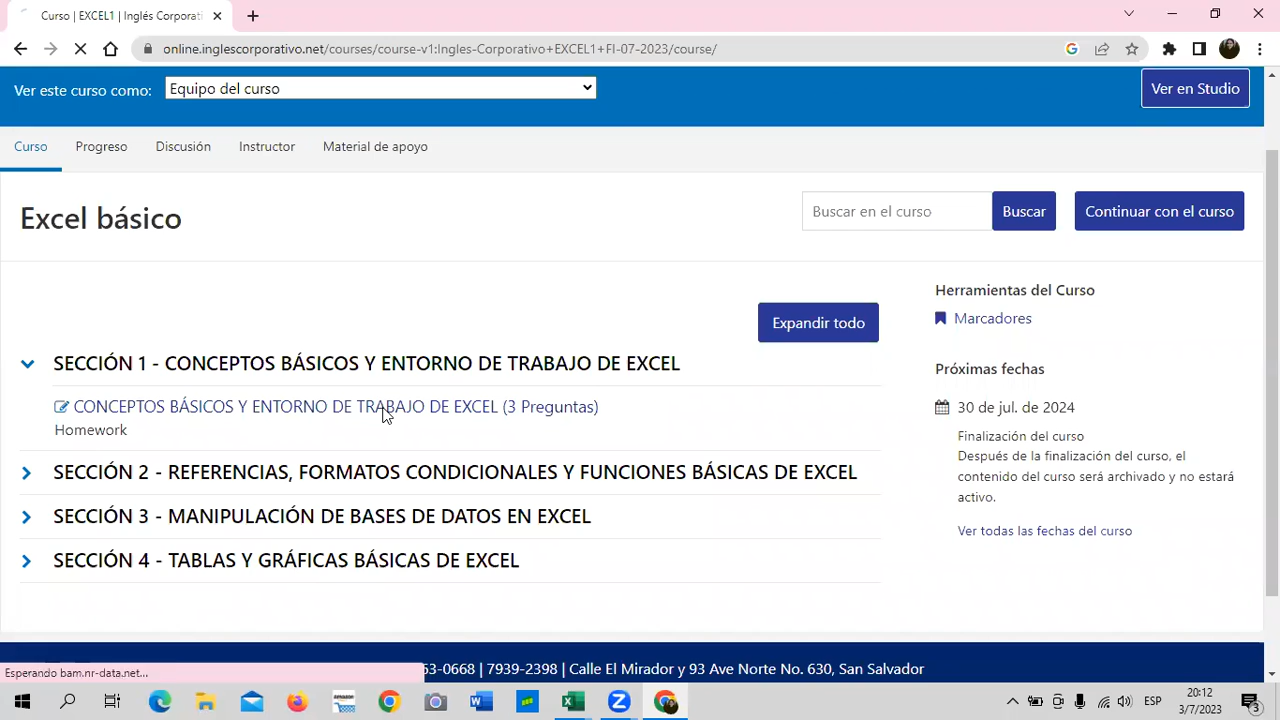 Curso | EXCEL1 | Inglés Corporati
online.inglescorporativo.net/courses/course-v1:Ingles-Corporativo+EXCEL1+FI-07-2023/course/
Ver este curso como:
Equipo del curso
Ver en Studio
Curso
Progreso
Discusión
Instructor
Material de apoyo
Excel básico
Buscar en el curso
Buscar
Continuar con el curso
Expandir todo
SECCIÓN 1 - CONCEPTOS BÁSICOS Y ENTORNO DE TRABAJO DE EXCEL
CONCEPTOS BÁSICOS Y ENTORNO DE TRABAJO DE EXCEL (3 Preguntas)
Homework
SECCIÓN 2 - REFERENCIAS, FORMATOS CONDICIONALES Y FUNCIONES BÁSICAS DE EXCEL
SECCIÓN 3 - MANIPULACIÓN DE BASES DE DATOS EN EXCEL
SECCIÓN 4 - TABLAS Y GRÁFICAS BÁSICAS DE EXCEL
Herramientas del Curso
Marcadores
Próximas fechas
30 de jul. de 2024
Finalización del curso
Después de la finalización del curso, el
contenido del curso será archivado y no estará
activo.
Ver todas las fechas del curso
Esperando bam.nr-data.net...
53-0668 | 7939-2398 | Calle El Mirador y 93 Ave Norte No. 630, San Salvador
ESP
20:12
3/7/2023
3